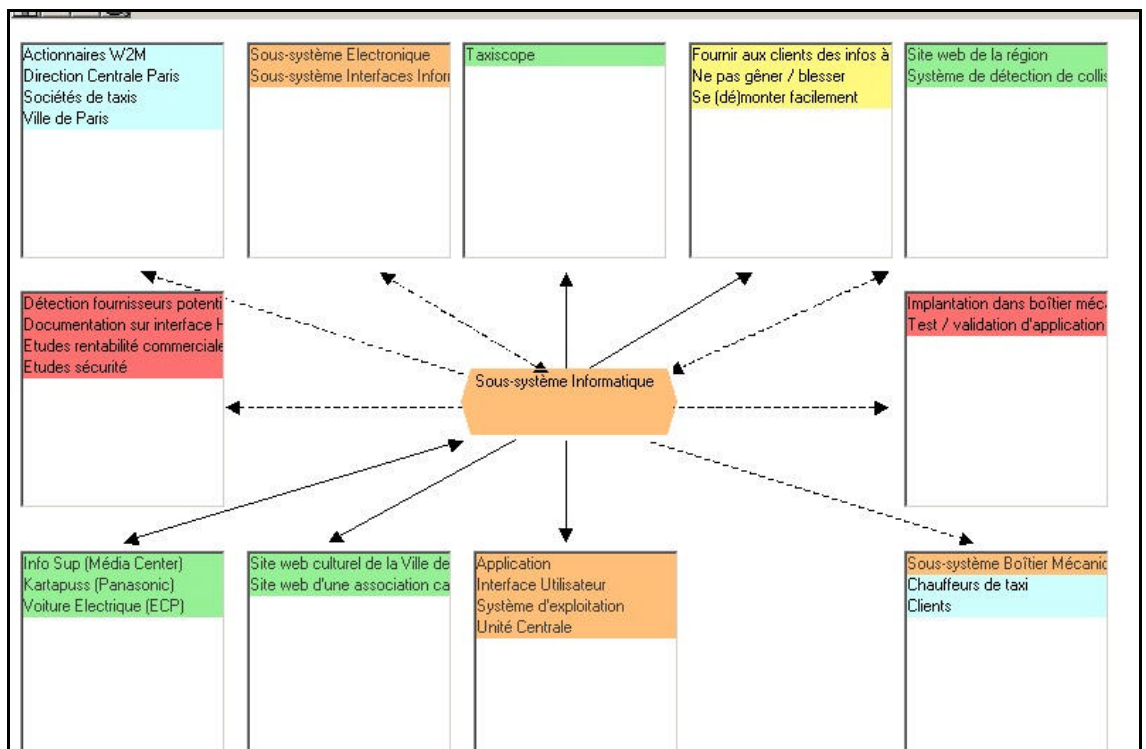 Actionnaires W2M
Direction Centrale Paris
Sociétés de taxis
Ville de Paris
Sous-système Electronique
Sous-système Interfaces Infor
Taxiscope
Fournir aux clients des infos à
Ne pas gêner / blesser
Se (dé)monter facilement
Site web de la région
Système de détection de collis
Détection fournisseurs potenti
Documentation sur interface H
Etudes rentabilité commerciale
Etudes sécurité
Sous-système Informatique
Implantation dans boîtier méc
Test / validation d'application
Info Sup (Média Center)
Kartapuss (Panasonic)
Voiture Electrique (ECP)
Site web culturel de la Ville de
Site web d'une association ca
Application
Interface Utilisateur
Système d'exploitation
Unité Centrale
Sous-système Boîtier Mécanic
Chauffeurs de taxi
Clients